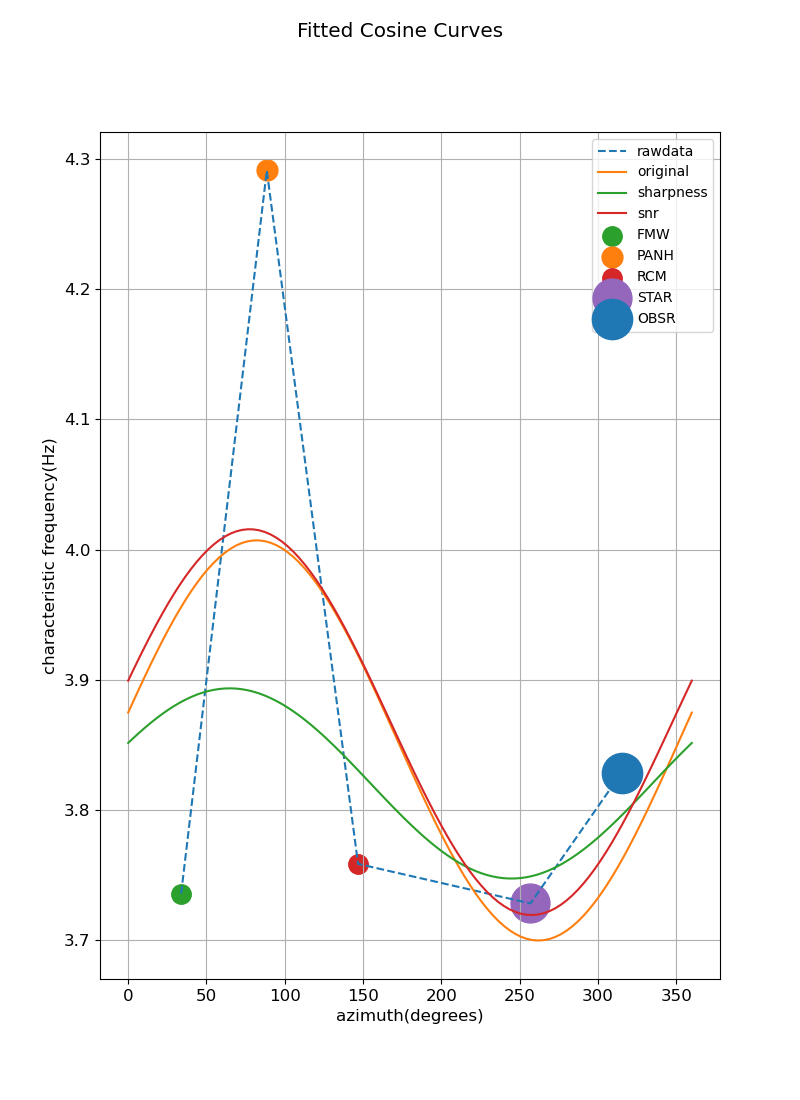 Fitted Cosine Curves
characteristic frequency(Hz)
4.3
4.2
4.1
4.0
3.9
3.8
3.7
rawdata
original
sharpness
snr
FMW
PANH
RCM
STAR
OBSR
0 50 100 150 200 250 300 350
azimuth(degrees)